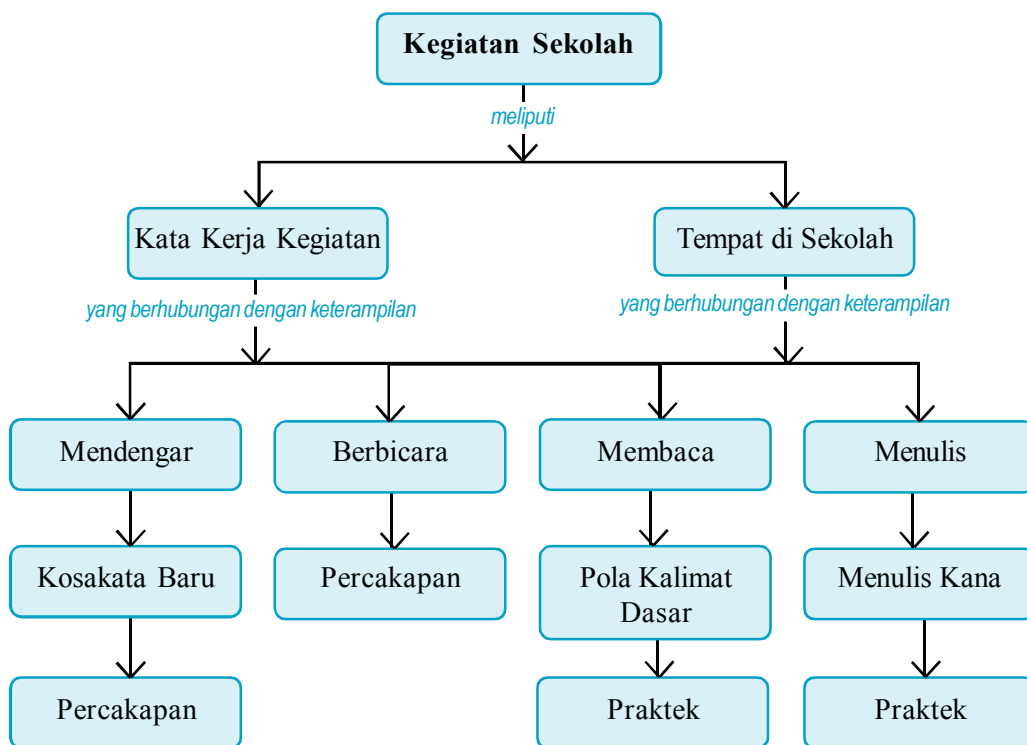 Kegiatan Sekolah
meliputi
Kata Kerja Kegiatan
Tempat di Sekolah
yang berhubungan dengan keterampilan
yang berhubungan dengan keterampilan
Mendengar
Berbicara
Membaca
Menulis
Kosakata Baru
Percakapan
Pola Kalimat
Dasar
Menulis Kana
Percakapan
Praktek
Praktek